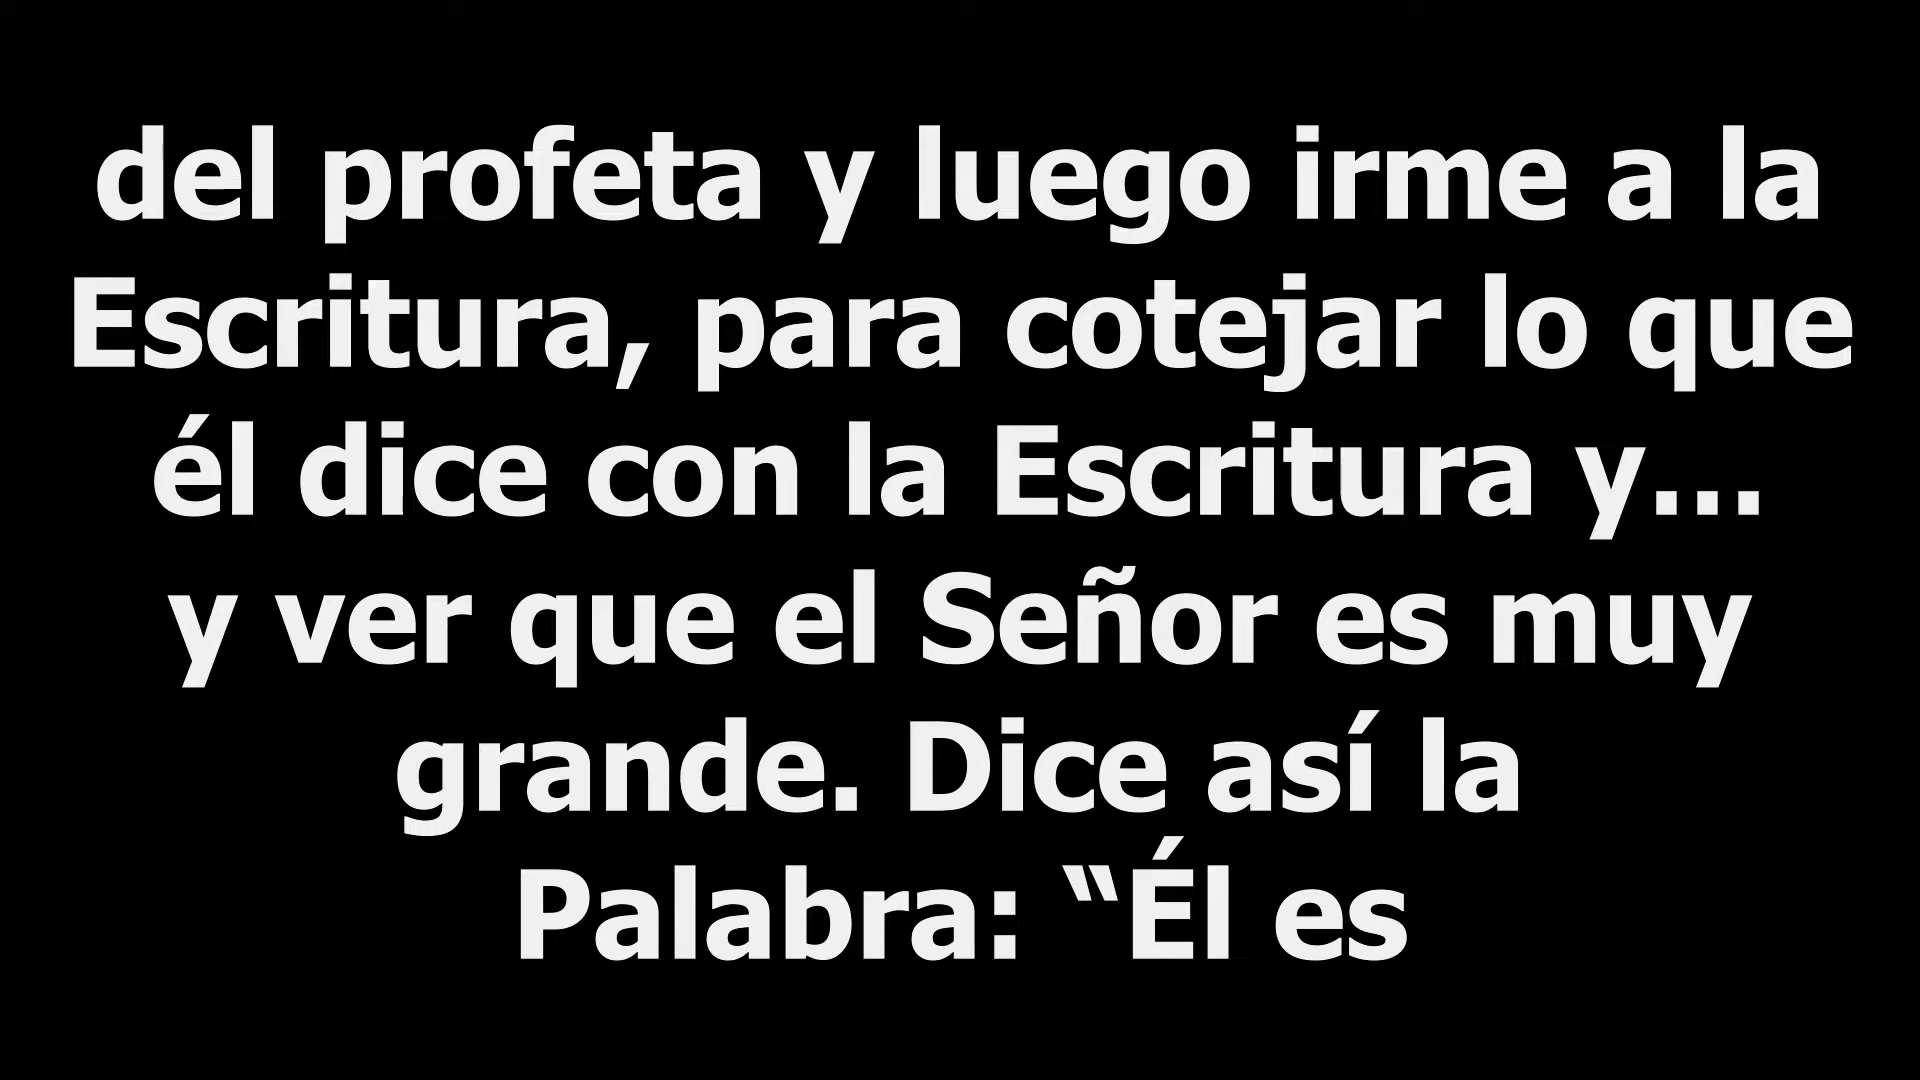 del profeta y luego irme a la
Escritura, para cotejar lo que
él dice con la Escritura y...
y ver que el Señor es muy
grande. Dice así la
Palabra: “Él es